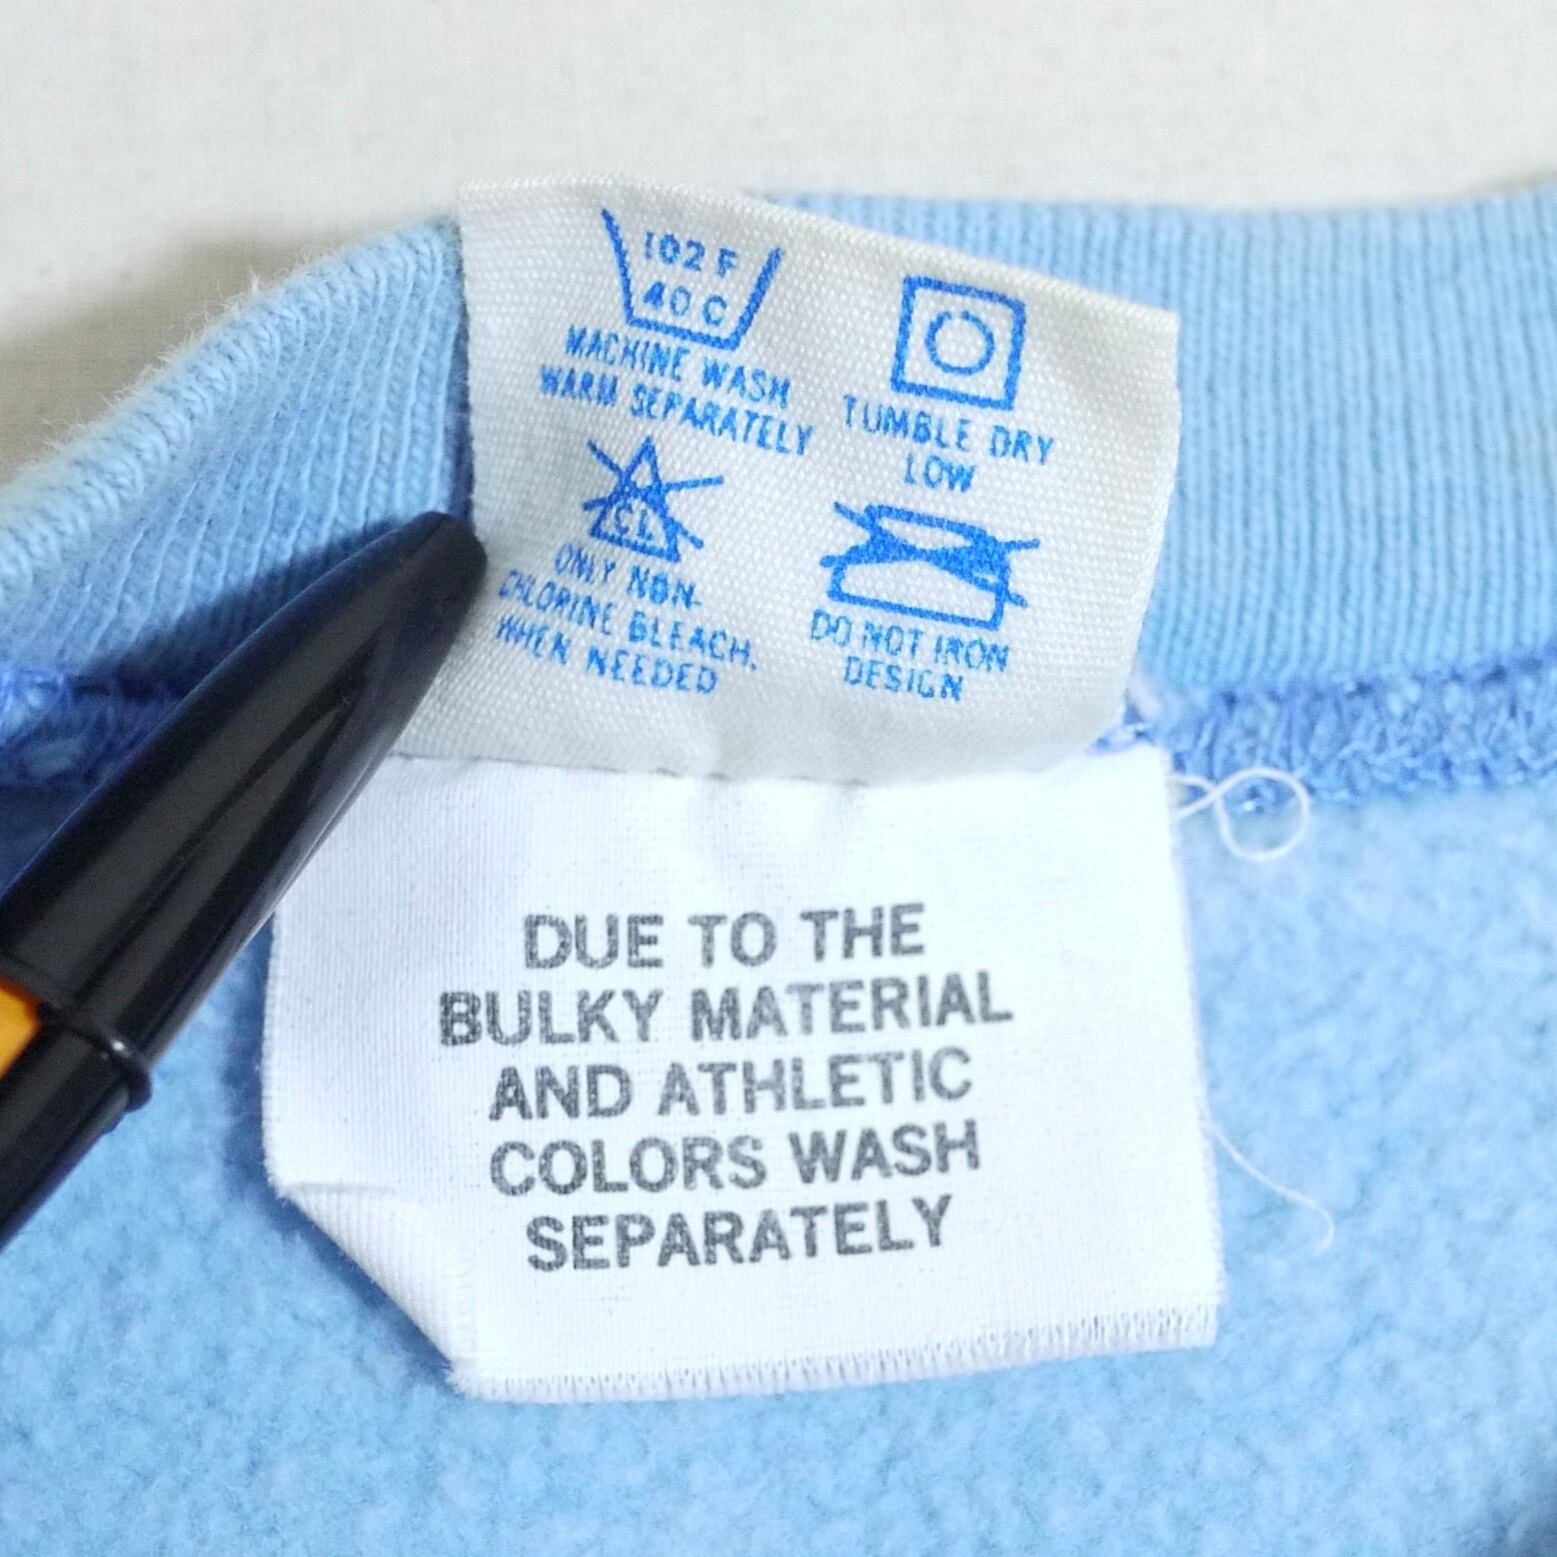 102 F
40 C
MACHINE WASH
WARM SEPARATELY
TUMBLE DRY
LOW
CL
ONLY NON-
CHLORINE BLEACH.
WHEN NEEDED
DO NOT IRON
DESIGN
DUE TO THE
BULKY MATERIAL
AND ATHLETIC
COLORS WASH
SEPARATELY